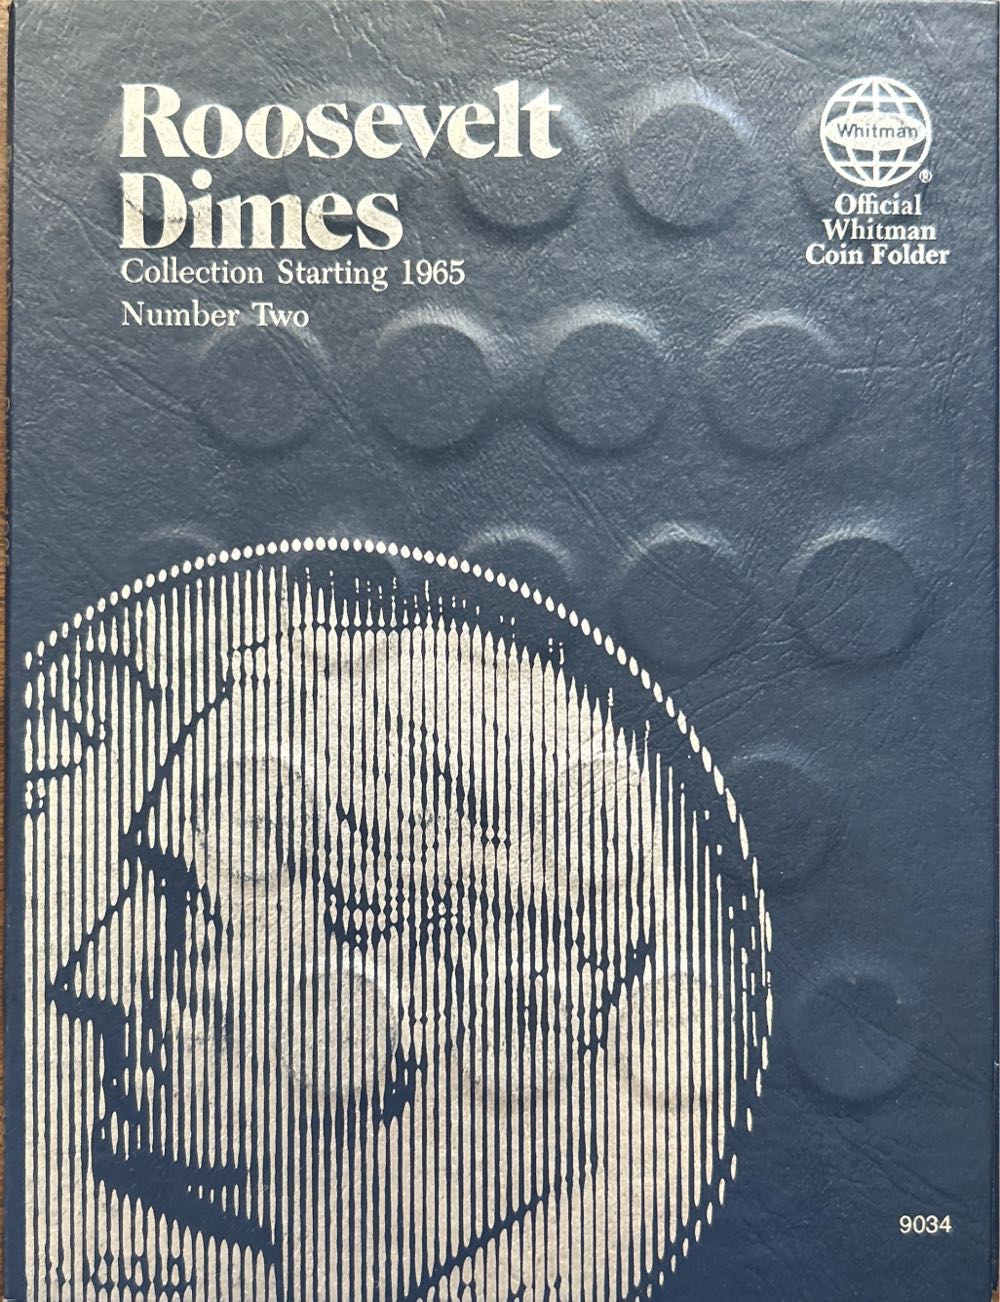 Roosevelt
Dimes
Collection Starting 1965
Number Two
Whitman
®
Official
Whitman
Coin Folder
9034